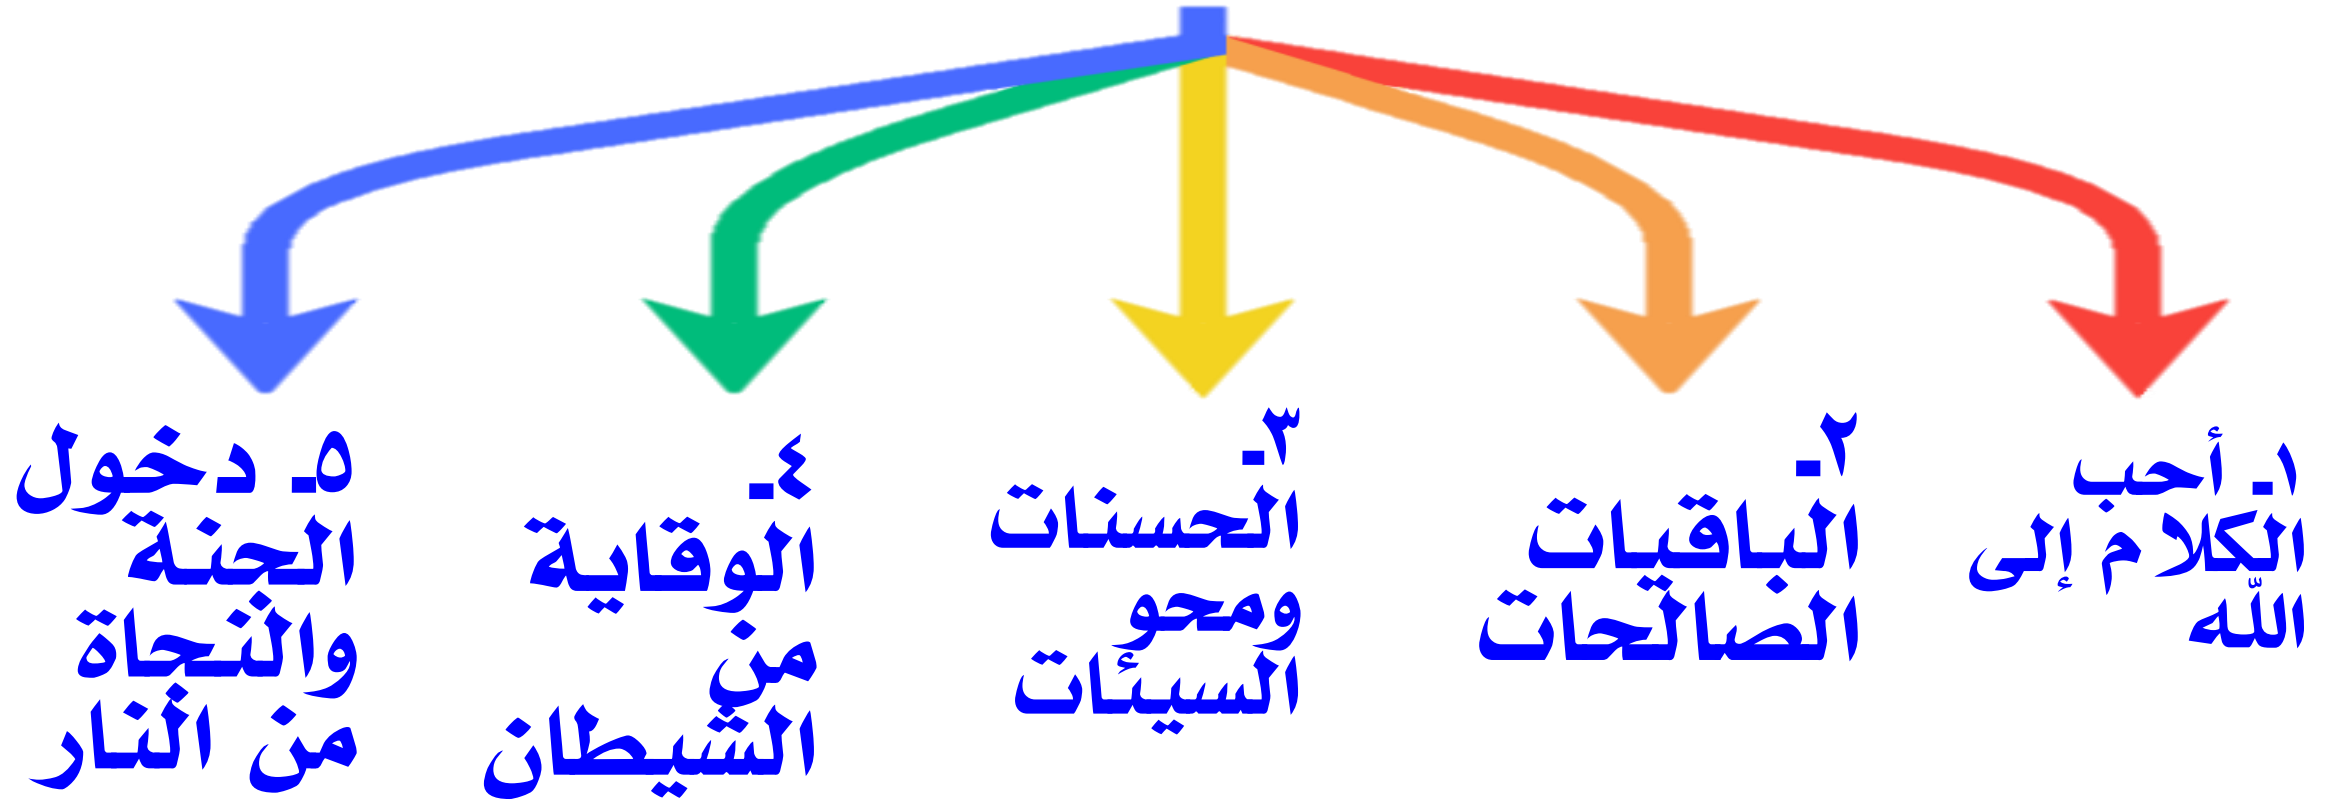 ١ـ أحب
الكلام إلى
الله
٢ـ
الباقيات
الصالحات
٣ـ
الحسنات
ومحو
السيئات
٤ـ
الوقاية
من
الشيطان
٥ـ دخول
الجنة
والنجاة
من النار